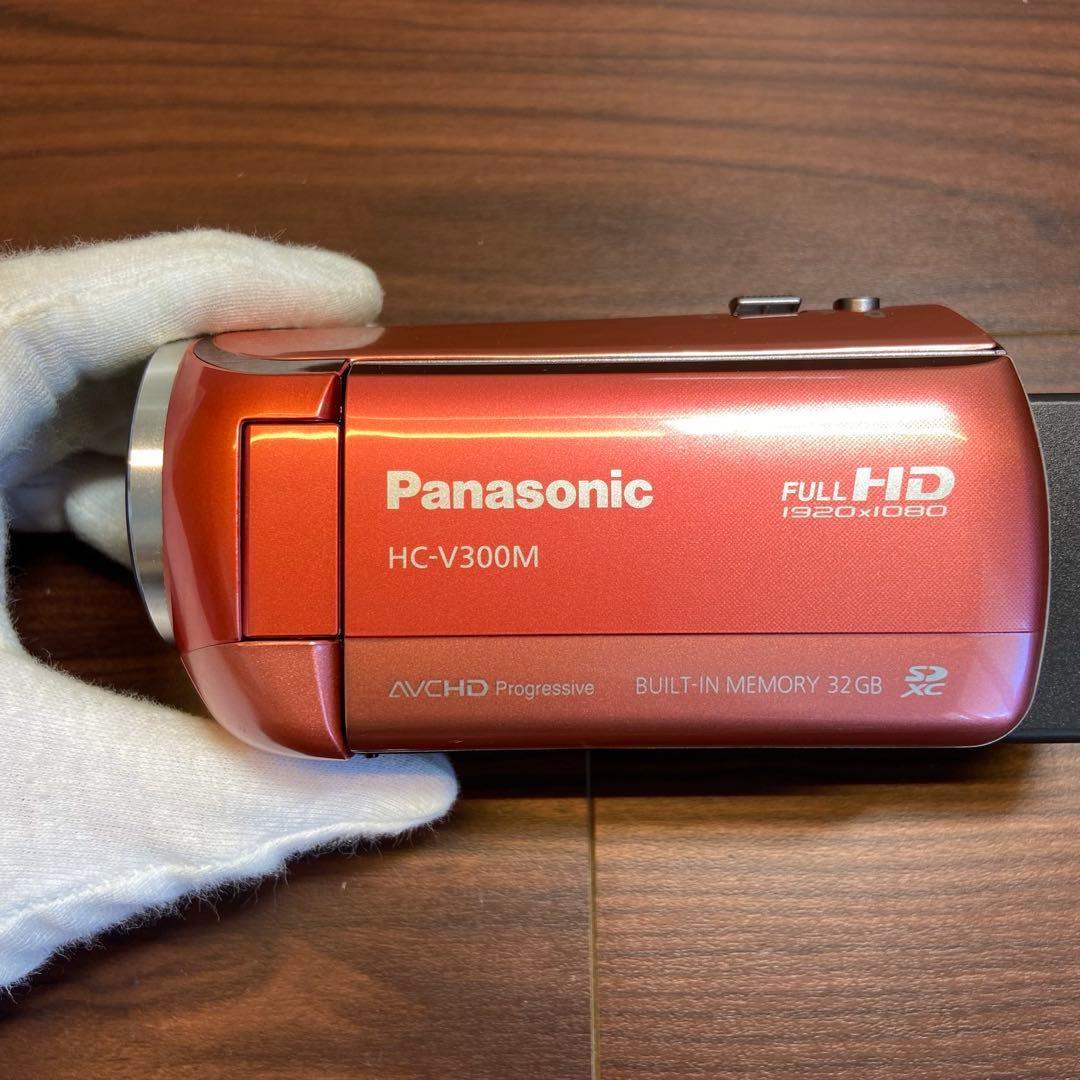 Panasonic
FULL HD
1920x1080
HC-V300M
AVCHD Progressive
BUILT-IN MEMORY 32GB
SD
XC